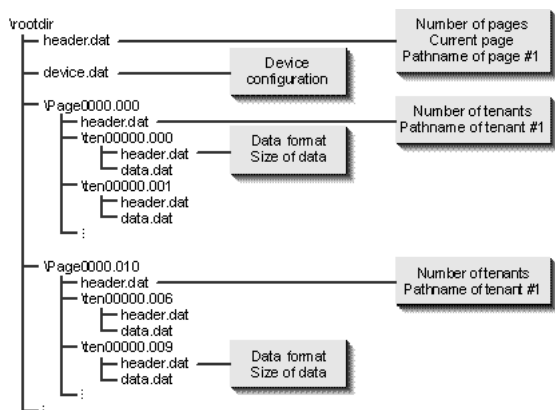 \rootdir
header.dat
Number of pages
Current page
Pathname of page #1
device.dat
Device
configuration
\Page0000.000
header.dat
Number of tenants
Pathname of tenant #1
\ten00000.000
header.dat
data.dat
Data format
Size of data
\ten00000.001
header.dat
data.dat
\Page0000.010
header.dat
Number of tenants
Pathname of tenant #1
\ten00000.006
header.dat
data.dat
\ten00000.009
header.dat
data.dat
Data format
Size of data